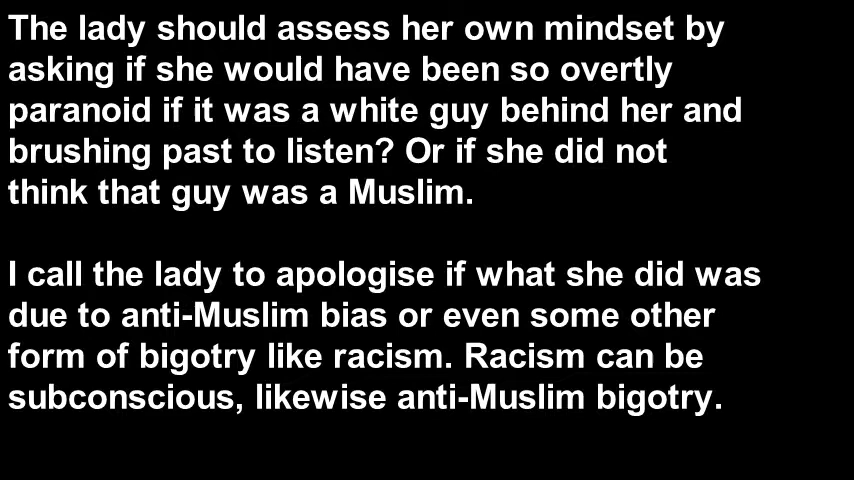 The lady should assess her own mindset by
asking if she would have been so overtly
paranoid if it was a white guy behind her and
brushing past to listen? Or if she did not
think that guy was a Muslim.

I call the lady to apologise if what she did was
due to anti-Muslim bias or even some other
form of bigotry like racism. Racism can be
subconscious, likewise anti-Muslim bigotry.